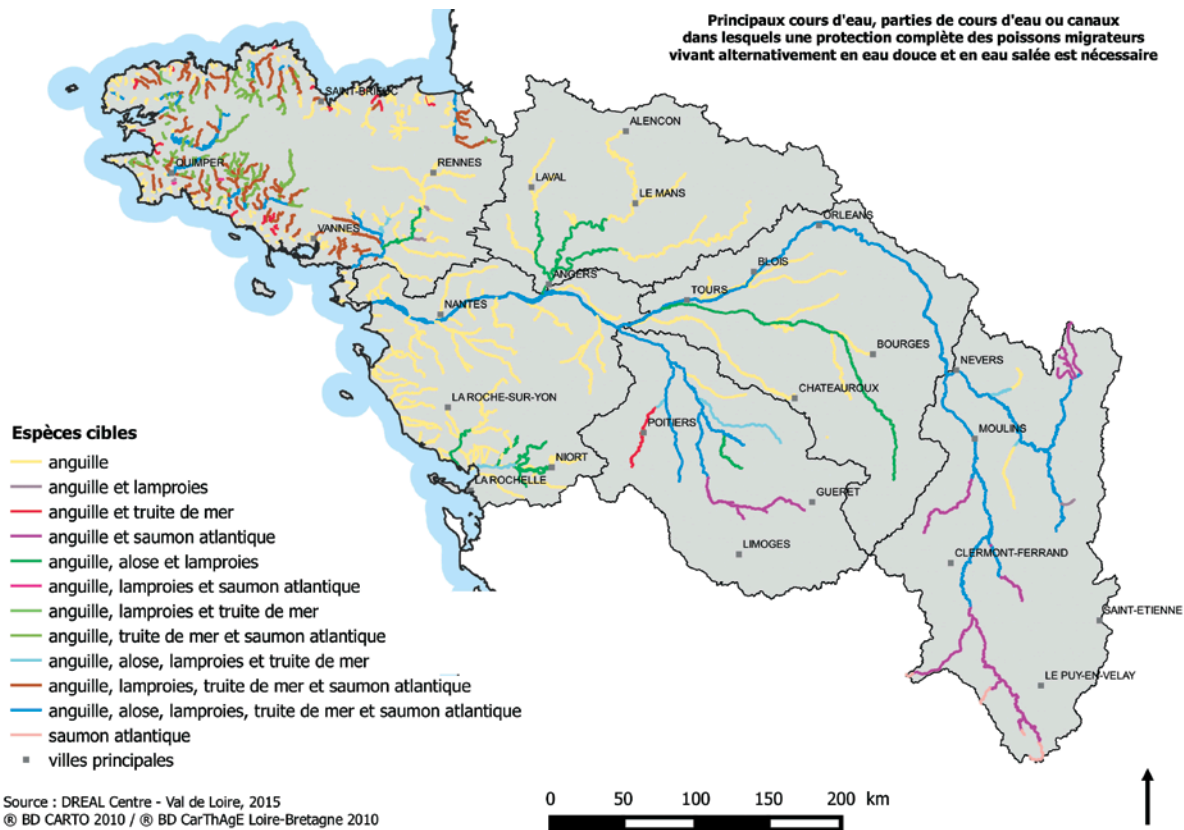 Principaux cours d'eau, parties de cours d'eau ou canaux
dans lesquels une protection complète des poissons migrateurs
vivant alternativement en eau douce et en eau salée est nécessaire
SAINT-BRIEUC
ALENCON
QUIMPER
RENNES
LAVAL
LE MANS
VANNES
ORLEANS
BLOIS
ANGERS
TOURS
NANTES
BOURGES
NEVERS
CHATEAUROUX
LA ROCHE-SUR-YON
POITIERS
MOULINS
NIORT
LA ROCHELLE
GUERET
LIMOGES
CLERMONT-FERRAND
SAINT-ETIENNE
LE PUY-EN-VELAY
Espèces cibles
anguille
anguille et lamproies
anguille et truite de mer
anguille et saumon atlantique
anguille, alose et lamproies
anguille, lamproies et saumon atlantique
anguille, lamproies et truite de mer
anguille, truite de mer et saumon atlantique
anguille, alose, lamproies et truite de mer
anguille, lamproies, truite de mer et saumon atlantique
anguille, alose, lamproies, truite de mer et saumon atlantique
saumon atlantique
villes principales
Source : DREAL Centre - Val de Loire, 2015
® BD CARTO 2010 / ® BD CarThAgE Loire-Bretagne 2010
0 50 100 150 200 km